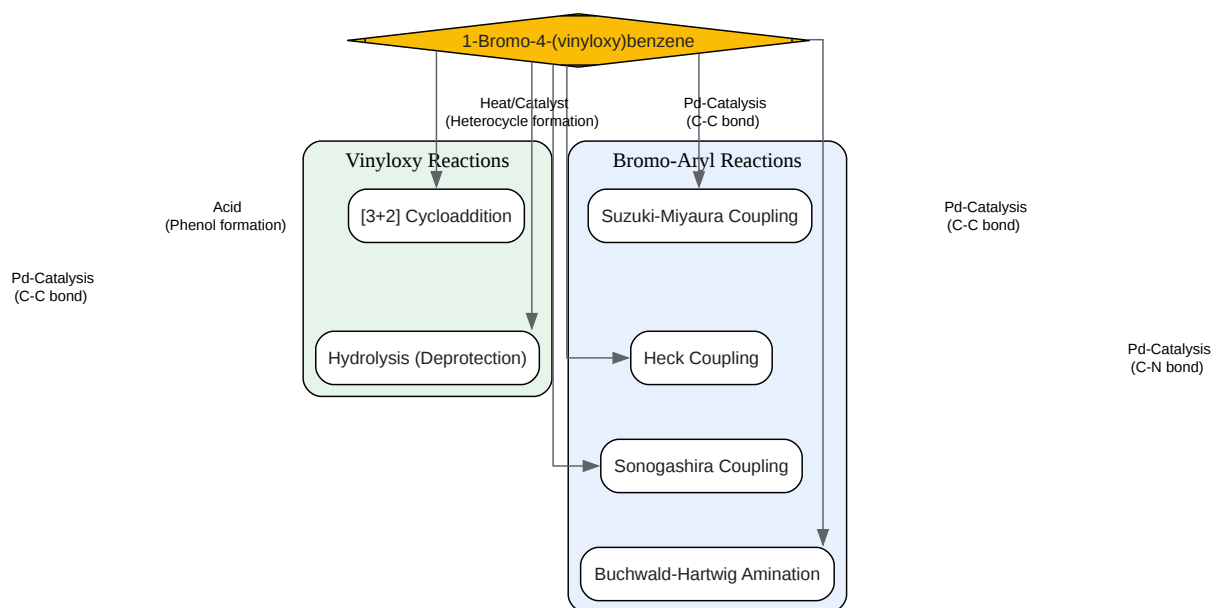 1-Bromo-4-(vinyloxy)benzene
Heat/Catalyst
(Heterocycle formation)
Pd-Catalysis
(C-C bond)
Vinyloxy Reactions
Bromo-Aryl Reactions
Acid
(Phenol formation)
[3+2] Cycloaddition
Suzuki-Miyaura Coupling
Pd-Catalysis
(C-C bond)
Pd-Catalysis
(C-C bond)
Hydrolysis (Deprotection)
Heck Coupling
Pd-Catalysis
(C-N bond)
Sonogashira Coupling
Buchwald-Hartwig Amination